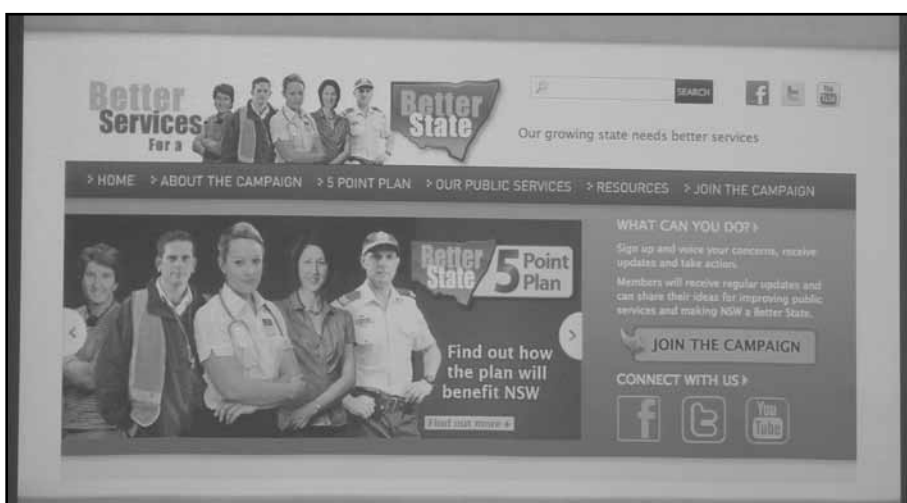 Better
Services
For a
Better
State
SEARCH
Our growing state needs better services
> HOME > ABOUT THE CAMPAIGN > 5 POINT PLAN > OUR PUBLIC SERVICES > RESOURCES > JOIN THE CAMPAIGN
Better
State
5 Point
Plan
Find out how
the plan will
benefit NSW
Find out more
WHAT CAN YOU DO?
Sign up and voice your concerns, receive
updates and take action.
Members will receive regular updates and
can share their ideas for improving public
services and making NSW a Better State.
JOIN THE CAMPAIGN
CONNECT WITH US
You
Tube